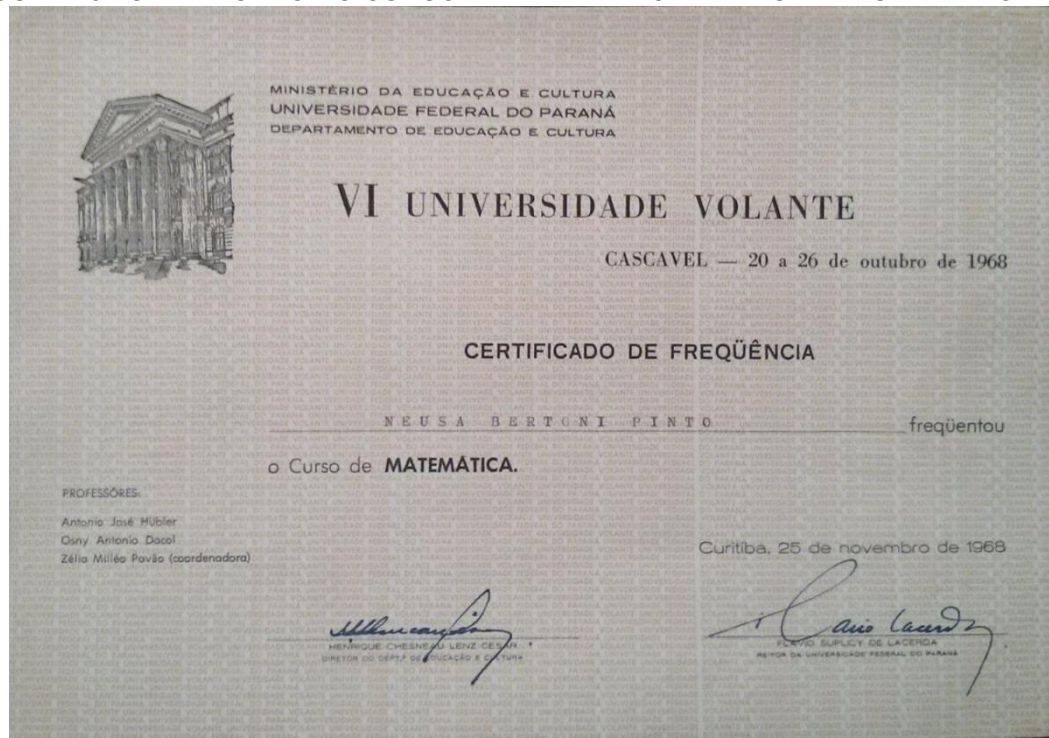 MINISTÉRIO DA EDUCAÇÃO E CULTURA
UNIVERSIDADE FEDERAL DO PARANÁ
DEPARTAMENTO DE EDUCAÇÃO E CULTURA
VI UNIVERSIDADE VOLANTE
CASCAVEL — 20 a 26 de outubro de 1968
CERTIFICADO DE FREQÜÊNCIA
NEUSA BERTONI PINTO freqüentou
o Curso de MATEMÁTICA.
PROFESSÔRES:
Antonio José Hübler
Osny Antonio Dacol
Zélia Milléo Pavão (coordenadora)
Curitiba, 25 de novembro de 1968
HENRIQUE CHESNEAU LENZ CESAR
DIRETOR DO DEPT.º DE EDUCAÇÃO E CULTURA
FLAVIO SUPLICY DE LACERDA
REITOR DA UNIVERSIDADE FEDERAL DO PARANÁ